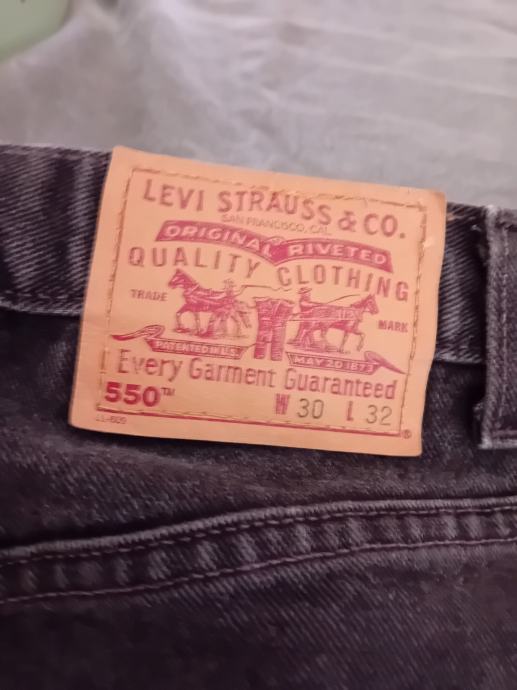 LEVI STRAUSS & CO.
SAN FRANCISCO, CAL.
ORIGINAL RIVETED
QUALITY CLOTHING
TRADE MARK
PATENTED IN U.S. MAY 20 1873
Every Garment Guaranteed
550™ W 30 L 32
®